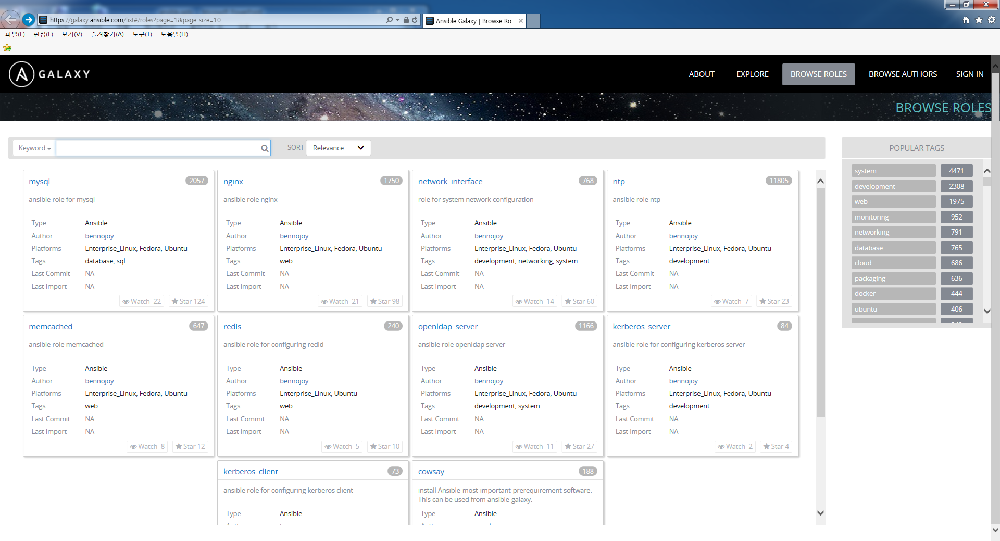 https://galaxy.ansible.com/list#/roles?page=1&page_size=10
Ansible Galaxy | Browse Ro...
파일(F) 편집(E) 보기(V) 즐겨찾기(A) 도구(T) 도움말(H)
GALAXY
ABOUT EXPLORE BROWSE ROLES BROWSE AUTHORS SIGN IN
BROWSE ROLES
Keyword
SORT Relevance
mysql 2057
ansible role for mysql
Type Ansible
Author bennojoy
Platforms Enterprise_Linux, Fedora, Ubuntu
Tags database, sql
Last Commit NA
Last Import NA
Watch 22 Star 124
nginx 1750
ansible role nginx
Type Ansible
Author bennojoy
Platforms Enterprise_Linux, Fedora, Ubuntu
Tags web
Last Commit NA
Last Import NA
Watch 21 Star 98
network_interface 768
role for system network configuration
Type Ansible
Author bennojoy
Platforms Enterprise_Linux, Fedora, Ubuntu
Tags development, networking, system
Last Commit NA
Last Import NA
Watch 14 Star 60
ntp 11805
ansible role ntp
Type Ansible
Author bennojoy
Platforms Enterprise_Linux, Fedora, Ubuntu
Tags development
Last Commit NA
Last Import NA
Watch 7 Star 23
memcached 647
ansible role memcached
Type Ansible
Author bennojoy
Platforms Enterprise_Linux, Fedora, Ubuntu
Tags web
Last Commit NA
Last Import NA
Watch 8 Star 12
redis 240
ansible role for configuring redid
Type Ansible
Author bennojoy
Platforms Enterprise_Linux, Ubuntu
Tags web
Last Commit NA
Last Import NA
Watch 5 Star 10
openldap_server 1166
ansible role openldap server
Type Ansible
Author bennojoy
Platforms Enterprise_Linux, Fedora, Ubuntu
Tags development, system
Last Commit NA
Last Import NA
Watch 11 Star 27
kerberos_server 84
ansible role for configuring kerberos server
Type Ansible
Author bennojoy
Platforms Enterprise_Linux, Fedora, Ubuntu
Tags development
Last Commit NA
Last Import NA
Watch 2 Star 4
kerberos_client 73
ansible role for configuring kerberos client
Type Ansible
cowsay 188
install Ansible-most-important-prerequirement software.
This can be used from ansible-galaxy.
Type Ansible
POPULAR TAGS
system 4471
development 2308
web 1975
monitoring 952
networking 791
database 765
cloud 686
packaging 636
docker 444
ubuntu 406